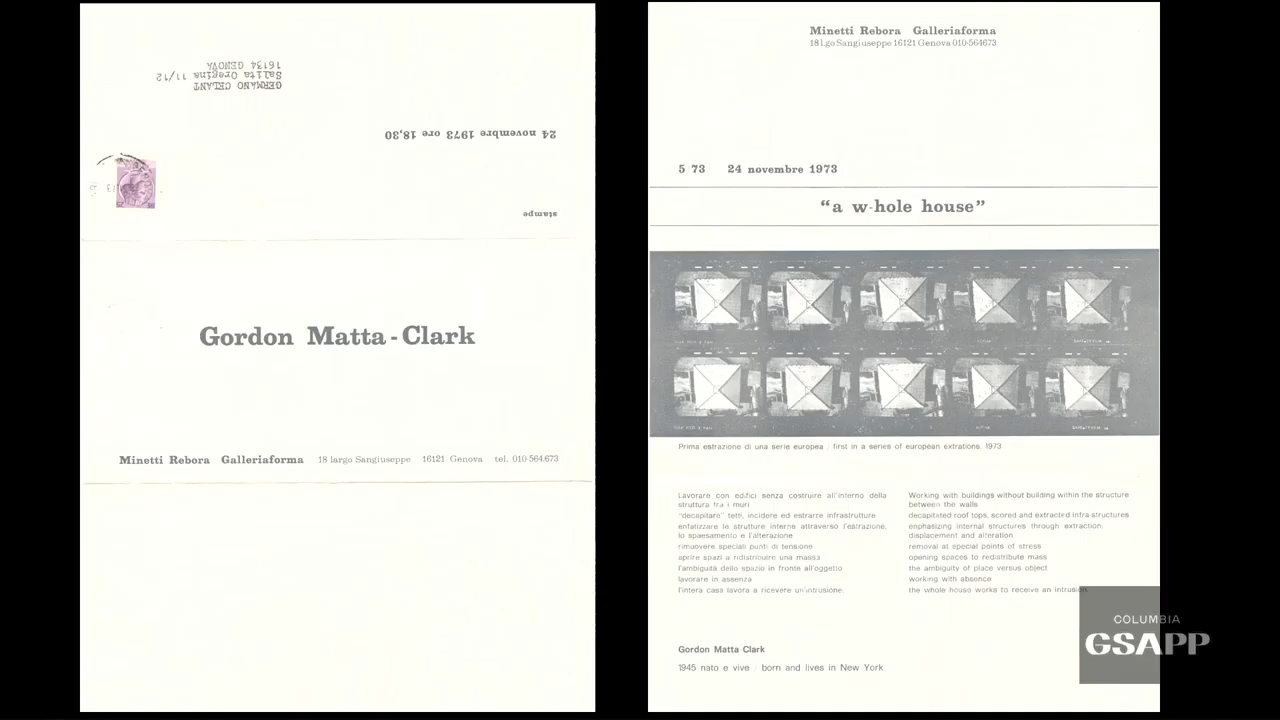 GERMANO CELANT
Salita Oregina 11/12
16134 GENOVA
24 novembre 1973 ore 18,30
stampe
Gordon Matta-Clark
Minetti Rebora Galleriaforma 18 largo Sangiuseppe 16121 Genova tel. 010-564.673
Minetti Rebora Galleriaforma
18 l.go Sangiuseppe 16121 Genova 010-564673
5/73 24 novembre 1973
“a w-hole house”
Prima estrazione di una serie europea / first in a series of european extrations. 1973
Lavorare con edifici senza costruire all'interno della
struttura fra i muri
“decapitare” tetti, incidere ed estrarre infrastrutture
enfatizzare le strutture interne attraverso l'estrazione,
lo spaesamento e l'alterazione
rimuovere speciali punti di tensione
aprire spazi a ridistribuire una massa
l'ambiguità dello spazio in fronte all'oggetto
lavorare in assenza
l'intera casa lavora a ricevere un'intrusione.
Working with buildings without building within the structure
between the walls
decapitated roof tops, scored and extracted infra-structures
enphasizing internal structures through extraction,
displacement and alteration
removal at special points of stress
opening spaces to redistribute mass
the ambiguity of place versus object
working with absence
the whole house works to receive an intrusion.
Gordon Matta Clark
1945 nato e vive / born and lives in New York
COLUMBIA
GSAPP